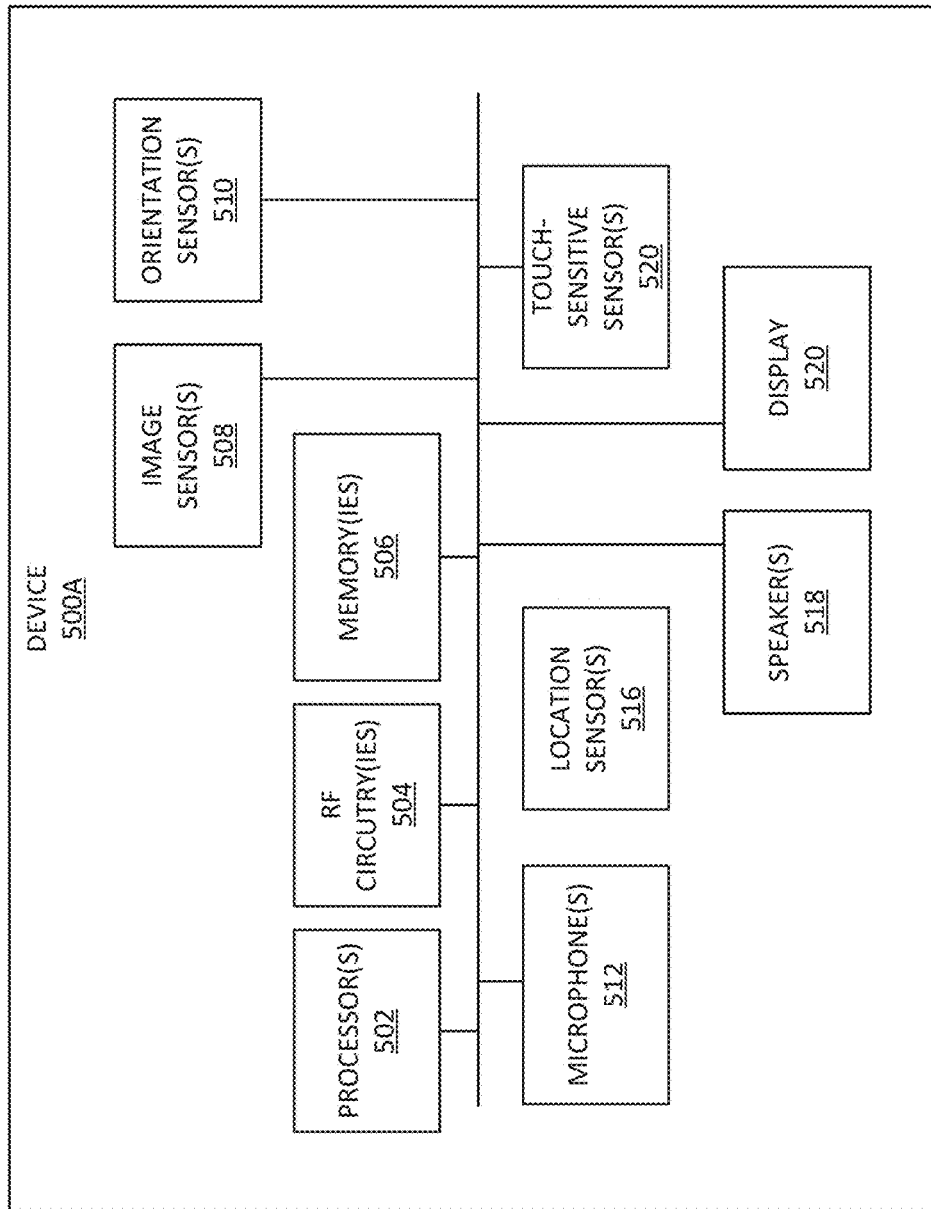 DEVICE
500A
IMAGE
SENSOR(S)
508
ORIENTATION
SENSOR(S)
510
PROCESSOR(S)
502
RF
CIRCUTRY(IES)
504
MEMORY(IES)
506
MICROPHONE(S)
512
LOCATION
SENSOR(S)
516
TOUCH-
SENSITIVE
SENSOR(S)
520
SPEAKER(S)
518
DISPLAY
520